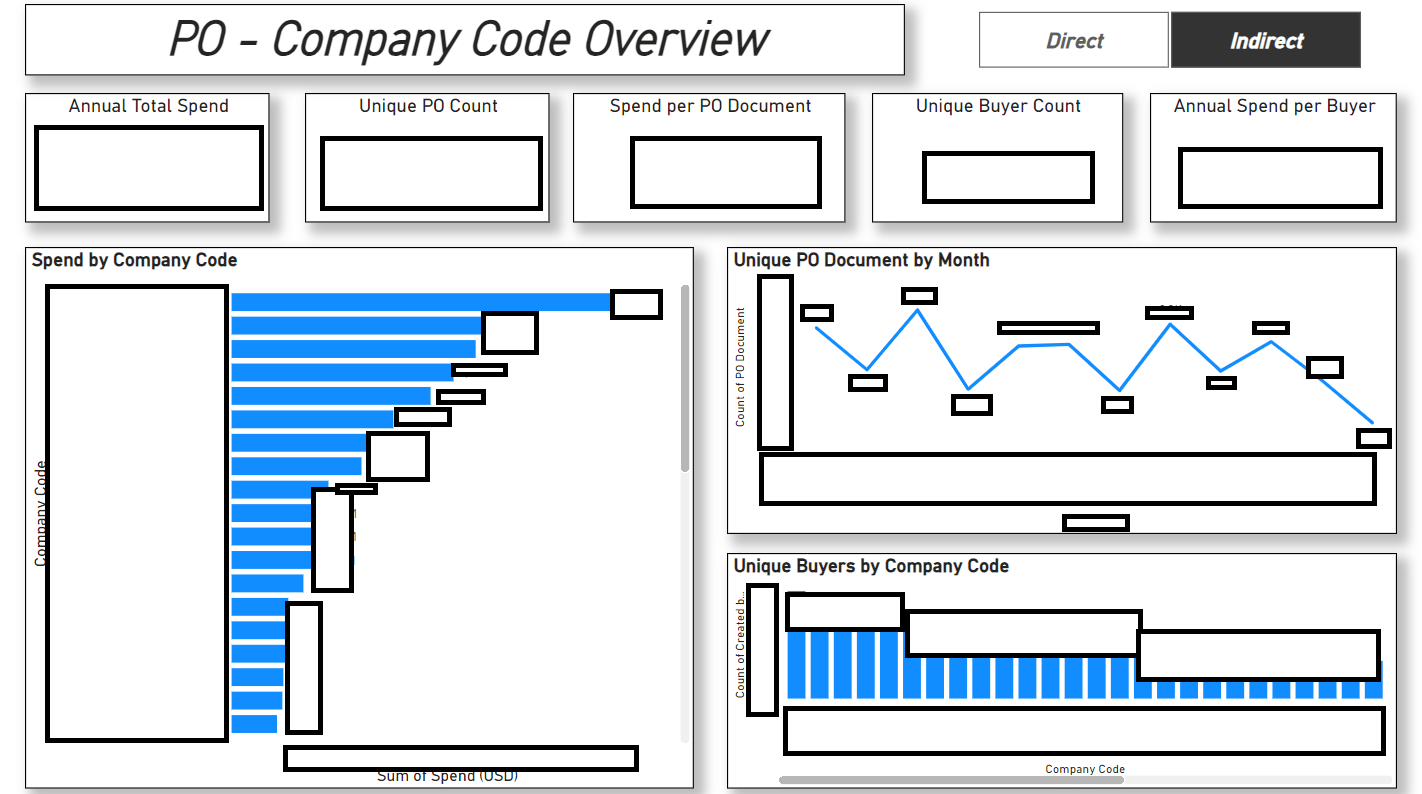 PO - Company Code Overview
Direct
Indirect
Annual Total Spend
Unique PO Count
Spend per PO Document
Unique Buyer Count
Annual Spend per Buyer
Spend by Company Code
Company Code
Sum of Spend (USD)
Unique PO Document by Month
Count of PO Document
Unique Buyers by Company Code
Count of Created b...
Company Code